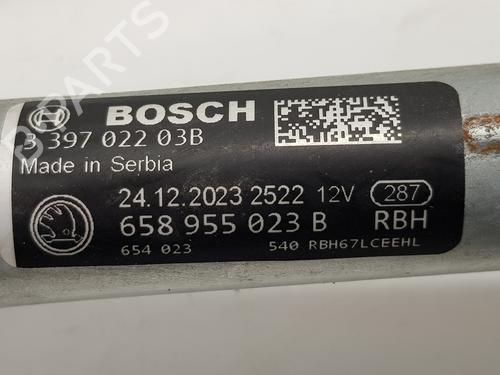 BOSCH
3 397 022 03B
Made in Serbia
24.12.2023 2522 12V 287
658 955 023 B RBH
654 023 540 RBH67LCEEHL